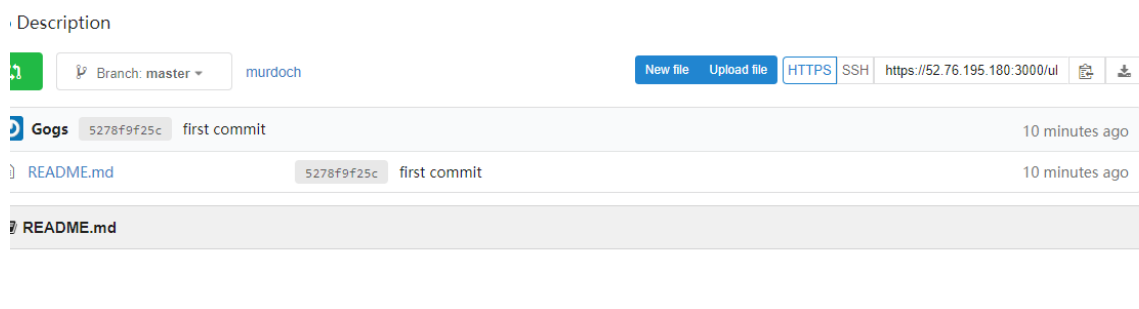 Description
Branch: master murdoch New file Upload file HTTPS SSH https://52.76.195.180:3000/ul
Gogs 5278f9f25c first commit 10 minutes ago
README.md 5278f9f25c first commit 10 minutes ago
README.md